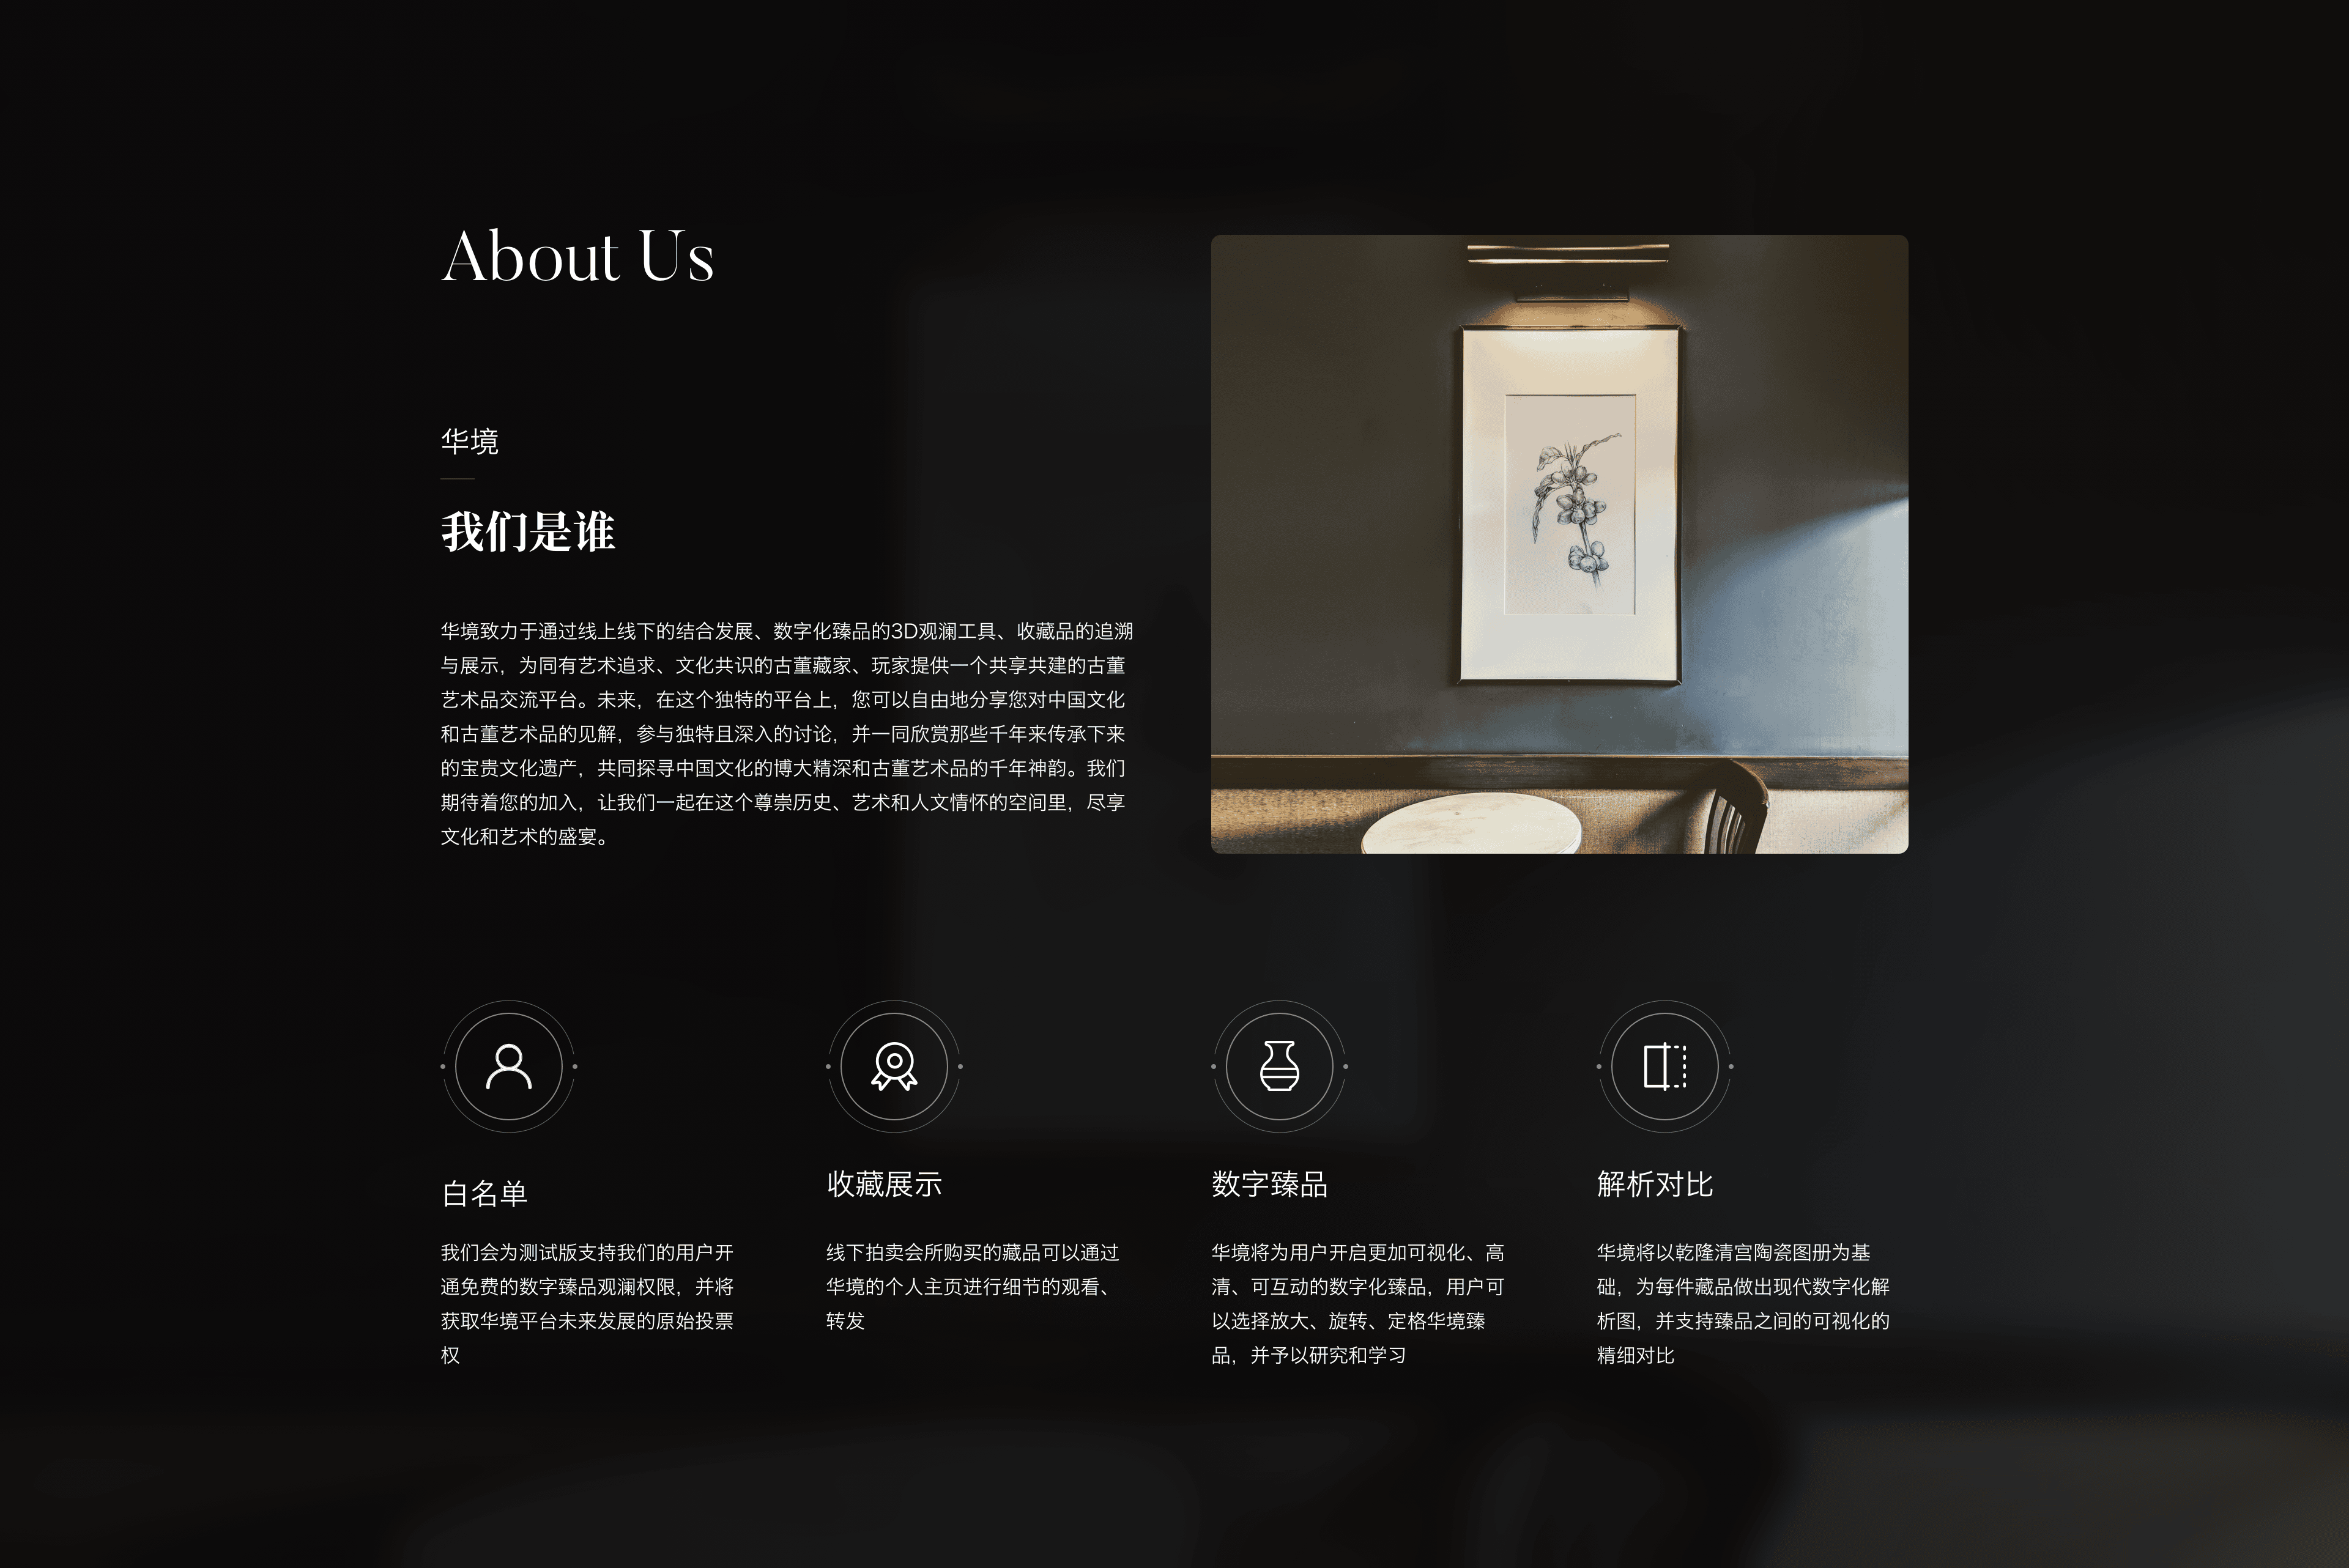 About Us
华境
我们是谁
华境致力于通过线上线下的结合发展、数字化臻品的3D观澜工具、收藏品的追溯
与展示，为同有艺术追求、文化共识的古董藏家、玩家提供一个共享共建的古董
艺术品交流平台。未来，在这个独特的平台上，您可以自由地分享您对中国文化
和古董艺术品的见解，参与独特且深入的讨论，并一同欣赏那些千年来传承下来
的宝贵文化遗产，共同探寻中国文化的博大精深和古董艺术品的千年神韵。我们
期待着您的加入，让我们一起在这个尊崇历史、艺术和人文情怀的空间里，尽享
文化和艺术的盛宴。
白名单
我们会为测试版支持我们的用户开
通免费的数字臻品观澜权限，并将
获取华境平台未来发展的原始投票
权
收藏展示
线下拍卖会所购买的藏品可以通过
华境的个人主页进行细节的观看、
转发
数字臻品
华境将为用户开启更加可视化、高
清、可互动的数字化臻品，用户可
以选择放大、旋转、定格华境臻
品，并予以研究和学习
解析对比
华境将以乾隆清宫陶瓷图册为基
础，为每件藏品做出现代数字化解
析图，并支持臻品之间的可视化的
精细对比